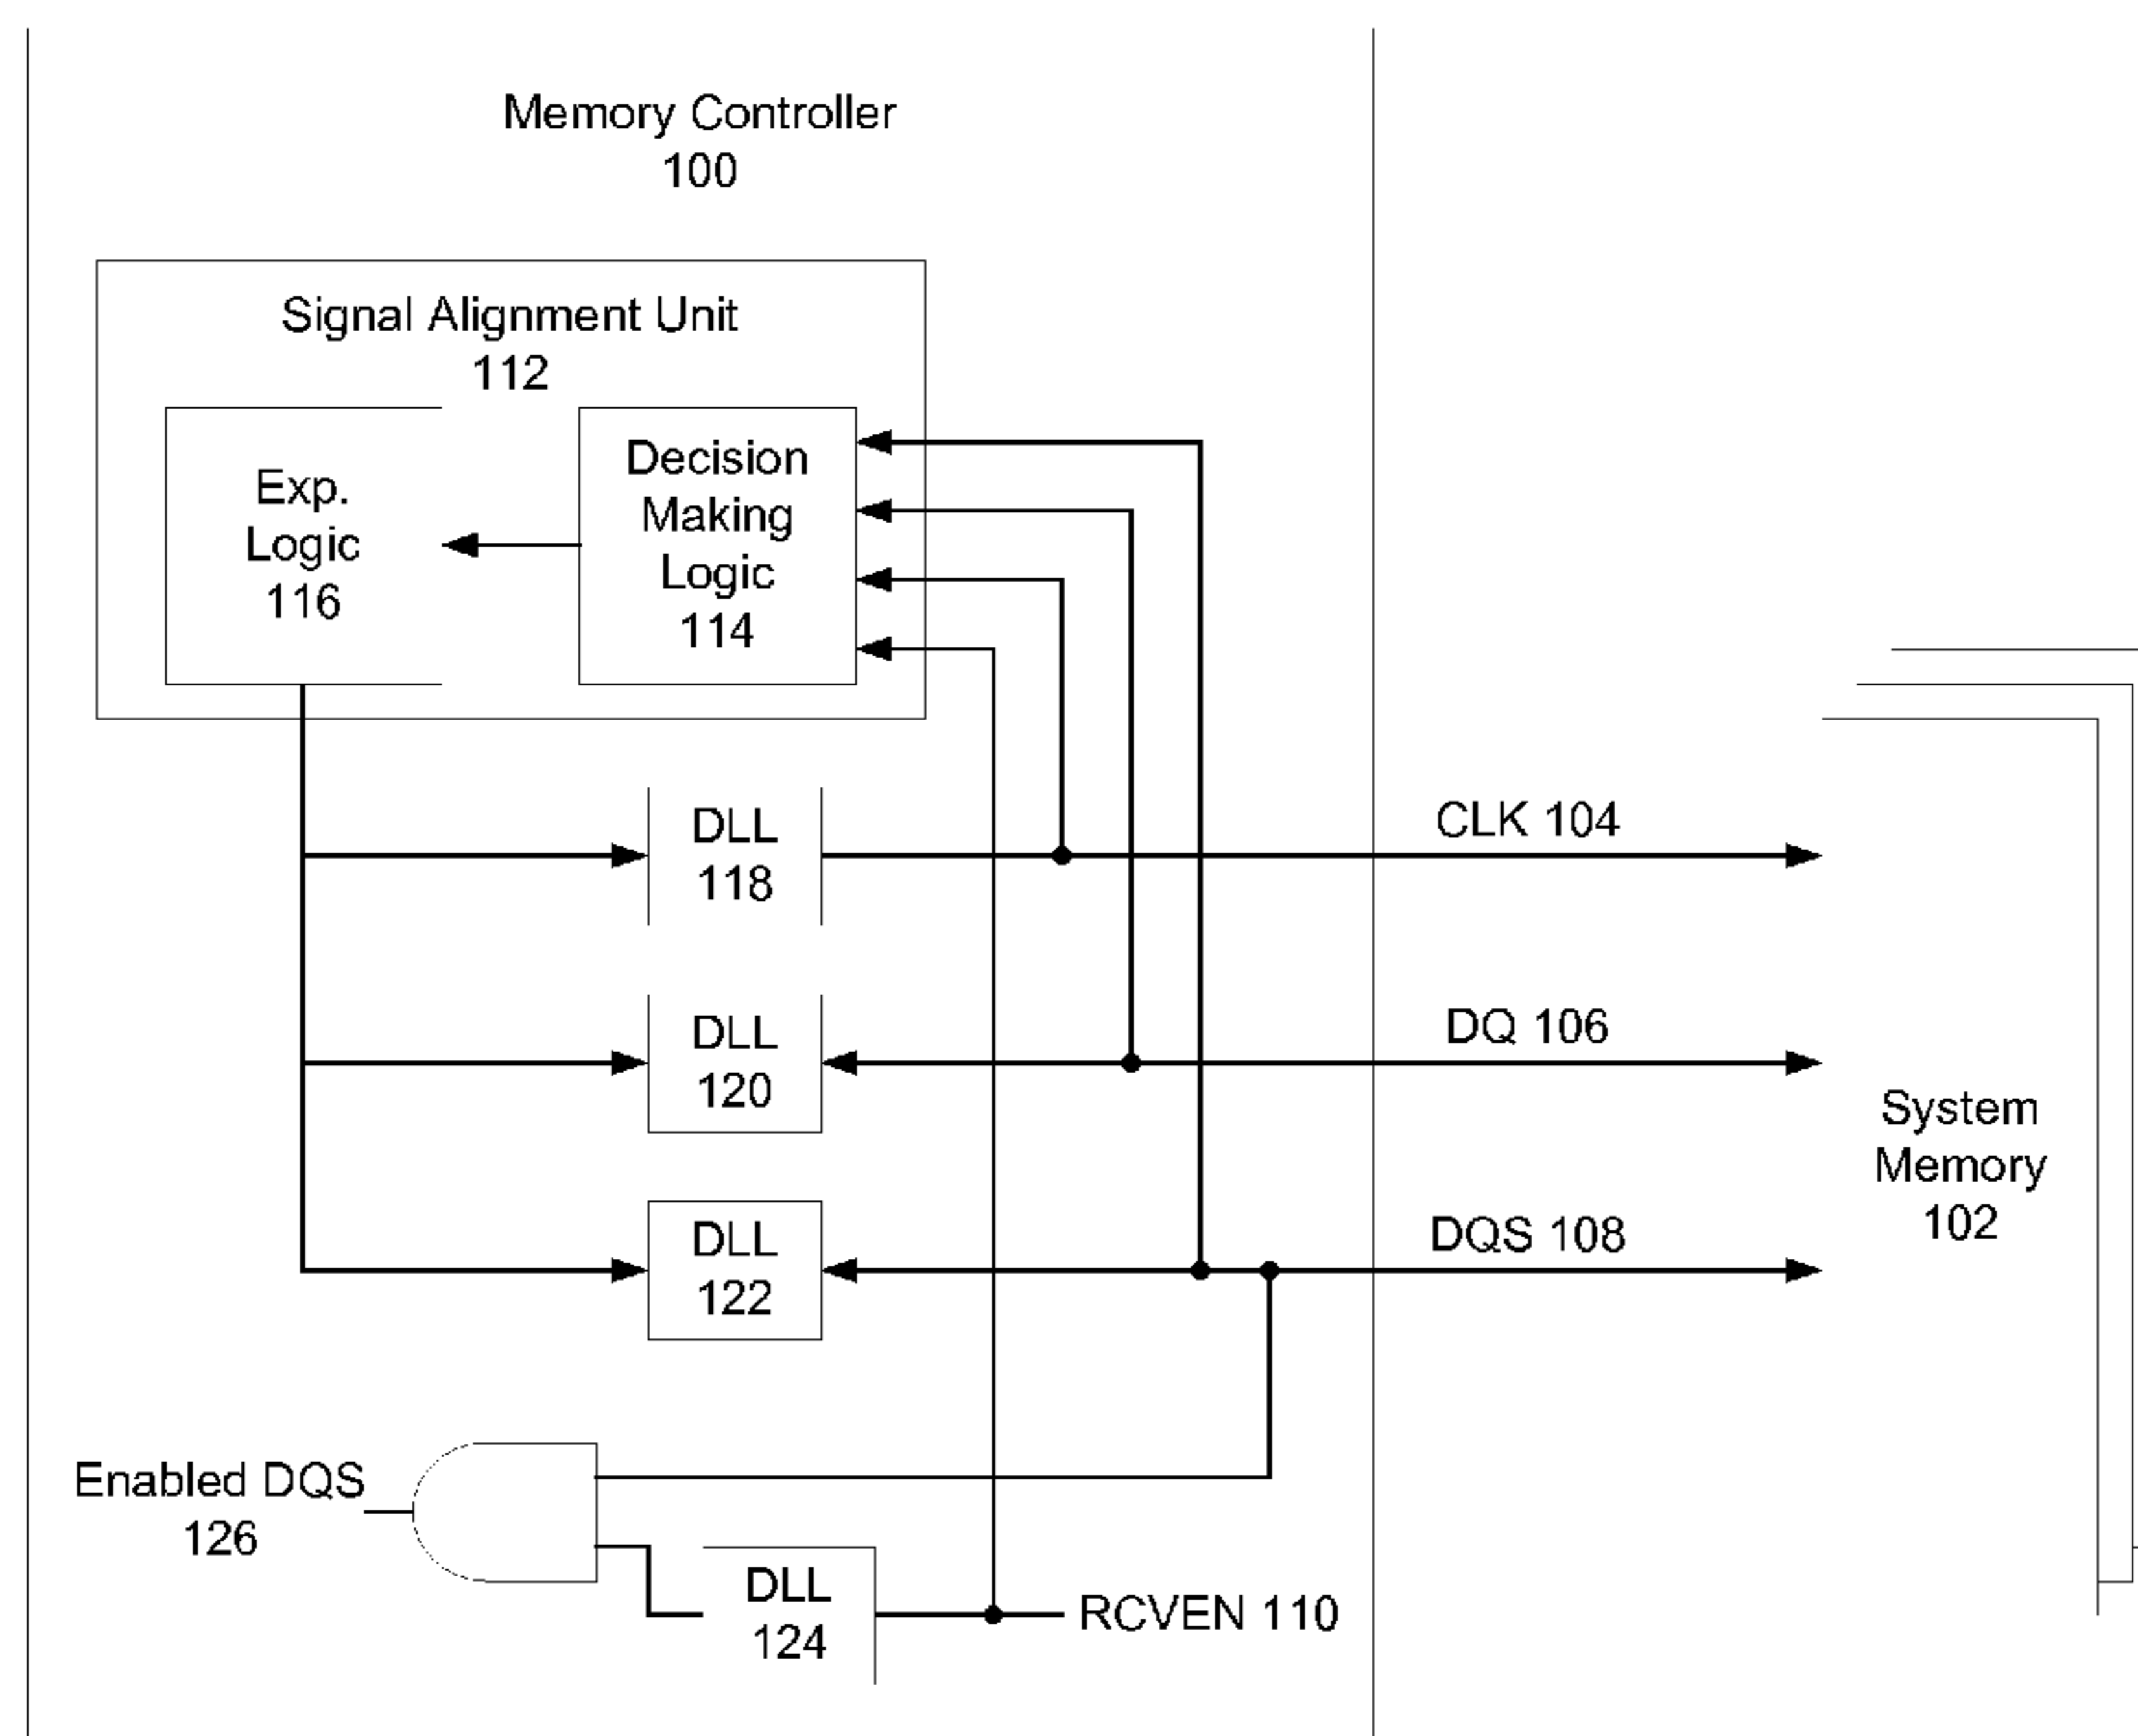 Memory Controller
100
Signal Alignment Unit
112
Exp.
Logic
116
Decision
Making
Logic
114
DLL
118
CLK 104
DLL
120
DQ 106
System
Memory
102
DLL
122
DQS 108
Enabled DQS
126
DLL
124
RCVEN 110